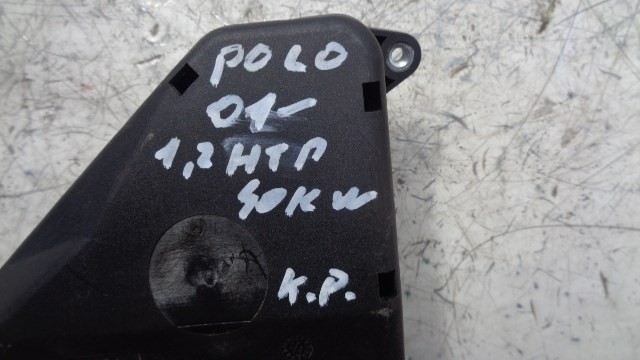 POLO
01-
1,2 HTP
40KW
K.P.